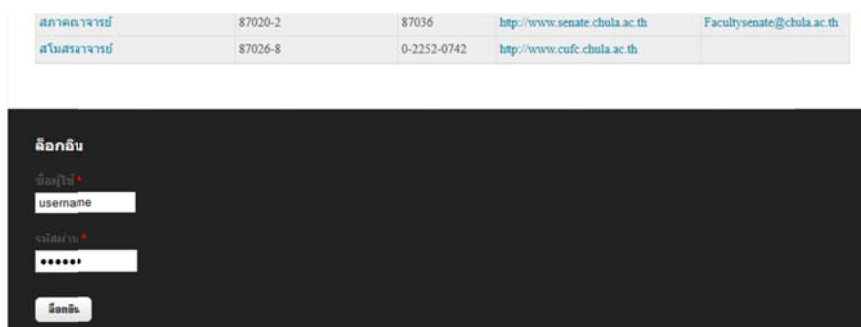 สภาคณาจารย์ 87020-2 87036 http://www.senate.chula.ac.th Facultysenate@chula.ac.th
สโมสรอาจารย์ 87026-8 0-2252-0742 http://www.cufc.chula.ac.th
ล็อกอิน
ชื่อผู้ใช้ *
username
รหัสผ่าน *
••••••
ล็อกอิน